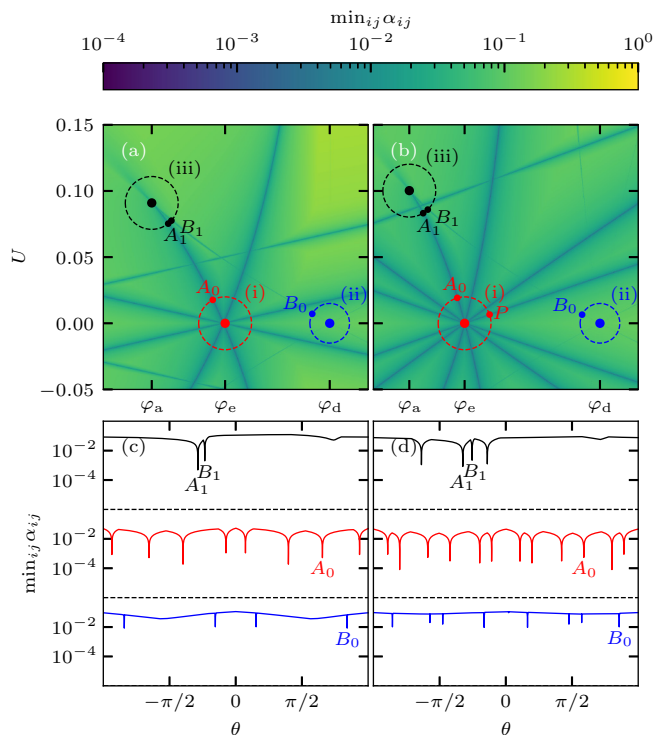 min_{ij} α_{ij}
10^{-4} 10^{-3} 10^{-2} 10^{-1} 10^{0}
0.15
0.10
0.05
0.00
−0.05
U
(a)
(iii)
B_1
A_1
A_0
(i)
B_0
(ii)
φ_a φ_e φ_d
(b)
(iii)
B_1
A_1
A_0
(i)
P
B_0
(ii)
φ_a φ_e φ_d
min_{ij} α_{ij}
10^{-2}
10^{-4}
10^{-2}
10^{-4}
10^{-2}
10^{-4}
(c)
B_1
A_1
A_0
B_0
−π/2 0 π/2
θ
(d)
B_1
A_1
A_0
B_0
−π/2 0 π/2
θ